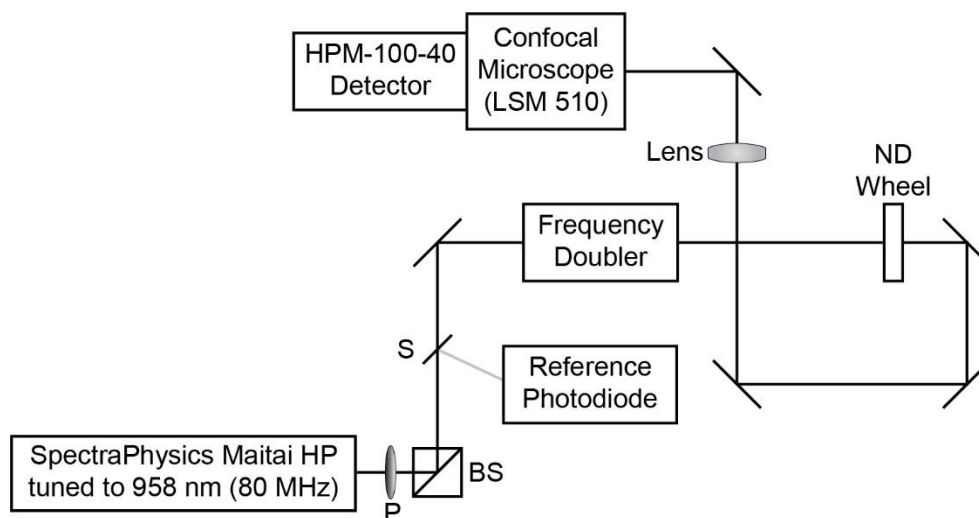 HPM-100-40
Detector
Confocal
Microscope
(LSM 510)
Lens
ND
Wheel
Frequency
Doubler
S
Reference
Photodiode
SpectraPhysics Maitai HP
tuned to 958 nm (80 MHz)
P
BS